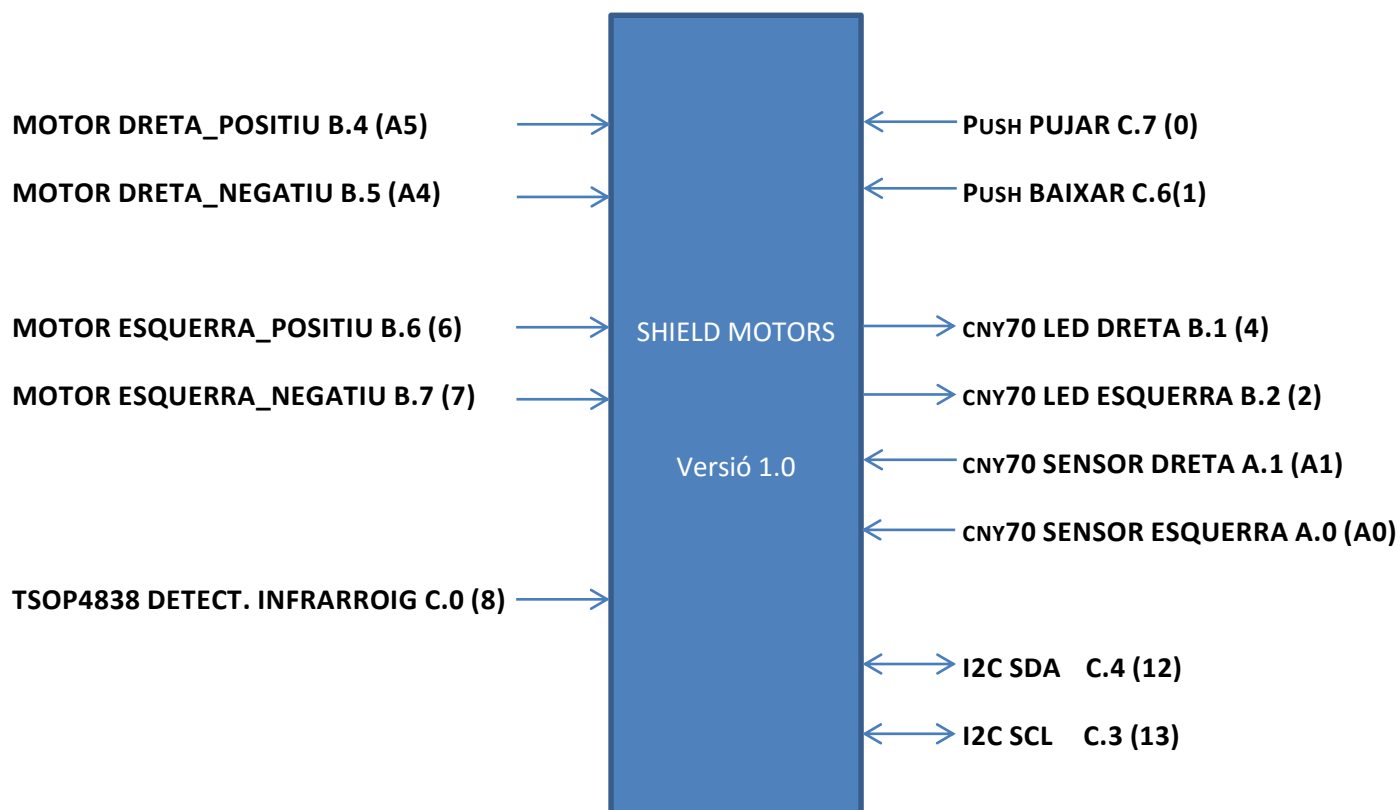 MOTOR DRETA_POSITIU B.4 (A5)
MOTOR DRETA_NEGATIU B.5 (A4)
MOTOR ESQUERRA_POSITIU B.6 (6)
MOTOR ESQUERRA_NEGATIU B.7 (7)
TSOP4838 DETECT. INFRARROIG C.0 (8)
SHIELD MOTORS
Versió 1.0
PUSH PUJAR C.7 (0)
PUSH BAIXAR C.6(1)
CNY70 LED DRETA B.1 (4)
CNY70 LED ESQUERRA B.2 (2)
CNY70 SENSOR DRETA A.1 (A1)
CNY70 SENSOR ESQUERRA A.0 (A0)
I2C SDA C.4 (12)
I2C SCL C.3 (13)